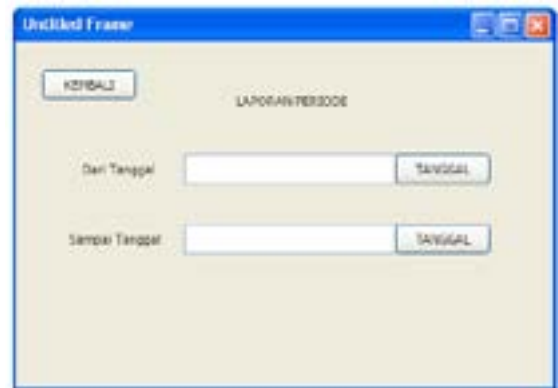 Untitled Frame
KEMBALI
LAPORAN PERIODE
Dari Tanggal
TANGGAL
Sampai Tanggal
TANGGAL